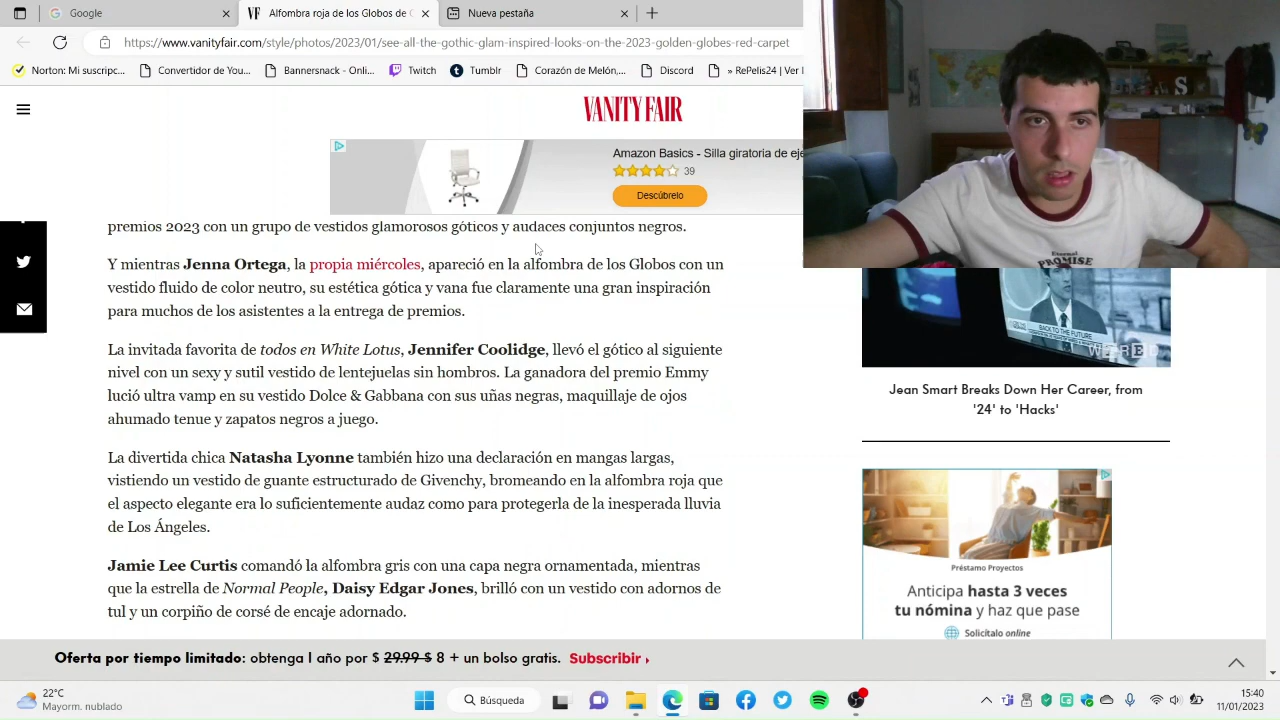 Google
VF
Alfombra roja de
Nueva pestaña
https://www.vanityfair.com/style/photos/2023/01/see-all-the-gothic-glam-inspired-looks-on-the-2023-golden-globes-red-carpet
Norton Mi suscripc...
Convertidor de You...
Bannersnack - Onli...
Twitch
Tumblr
Corazón de Melón,...
» RePelis24 | Ver
VANITY FAIR
Amazon Basics - Silla giratoria de eje
39
Descúbrelo
premios 2023 con un grupo de vestidos glamorosos góticos y audaces conjuntos negros.
Y mientras Jenna Ortega, la propia miércoles, apareció en la alfombra de los Globos con un
vestido fluido de color neutro, su estética gótica y vana fue claramente una gran inspiración
para muchos de los asistentes a la entrega de premios.
La invitada favorita de todos en White Lotus, Jennifer Coolidge, llevó el gótico al siguiente
nivel con un sexy y sutil vestido de lentejuelas sin hombros. La ganadora del premio Emmy
lució ultra vamp en su vestido Dolce & Gabbana con sus uñas negras, maquillaje de ojos
ahumado tenue y zapatos negros a juego.
La divertida chica Natasha Lyonne también hizo una declaración en mangas largas,
vistiendo un vestido de guante estructurado de Givenchy, bromeando en la alfombra roja que
el aspecto elegante era lo suficientemente audaz como para protegerla de la inesperada lluvia
de Los Ángeles.
Jamie Lee Curtis comandó la alfombra gris con una capa negra ornamentada, mientras
que la estrella de Normal People, Daisy Edgar Jones, brilló con un vestido con adornos de
tul y un corpiño de corsé de encaje adornado.
S
Eternal
PROMISE
BACK TO THE FUTURE
WIRED
Jean Smart Breaks Down Her Career, from
'24' to 'Hacks'
Préstamo Proyectos
Anticipa hasta 3 veces
tu nómina y haz que pase
Solicítalo online
Oferta por tiempo limitado: obtenga 1 año por $ 29.99 $ 8 + un bolso gratis. Subscribir
22°C
Mayorm. nublado
Búsqueda
15:40
11/01/2023